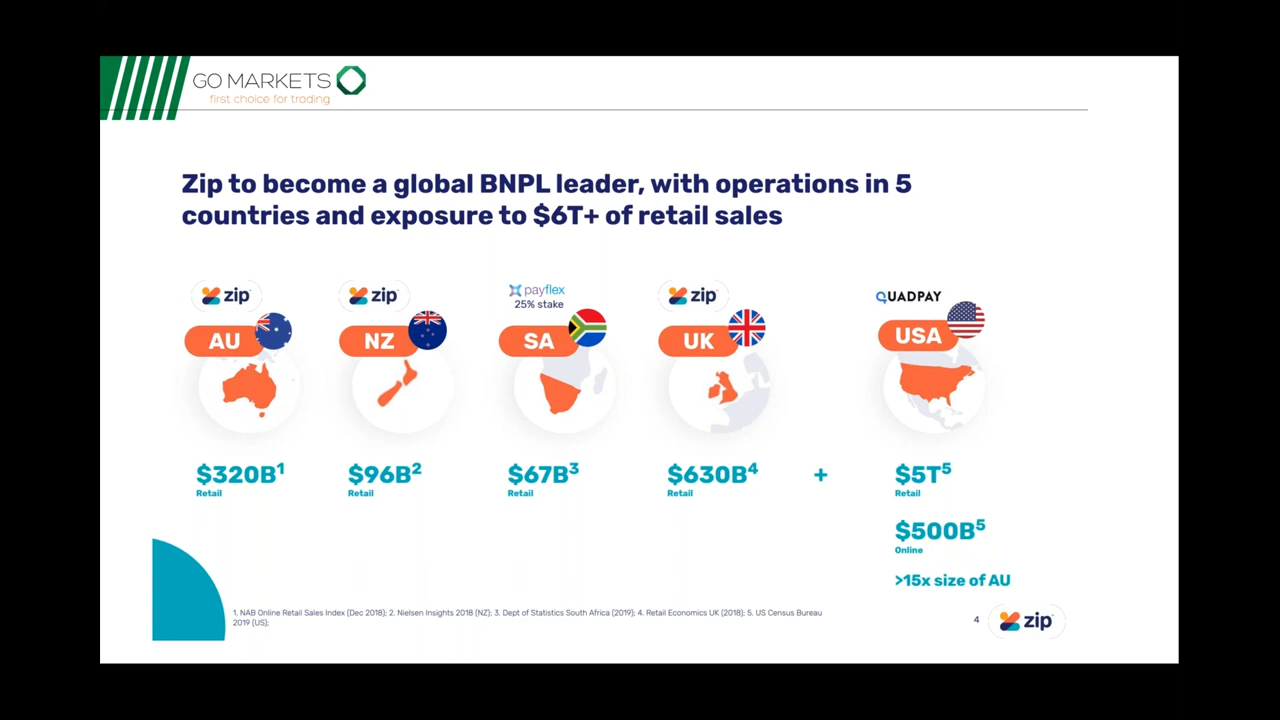 GO MARKETS
first choice for trading
Zip to become a global BNPL leader, with operations in 5
countries and exposure to $6T+ of retail sales
zip
AU
$320B1
Retail
zip
NZ
$96B2
Retail
payflex
25% stake
SA
$67B3
Retail
zip
UK
$630B4
Retail
+
QUADPAY
USA
$5T5
Retail
$500B5
Online
>15x size of AU
1. NAB Online Retail Sales Index (Dec 2018); 2. Nielsen Insights 2018 (NZ); 3. Dept of Statistics South Africa (2019); 4. Retail Economics UK (2018); 5. US Census Bureau
2019 (US);
4
zip